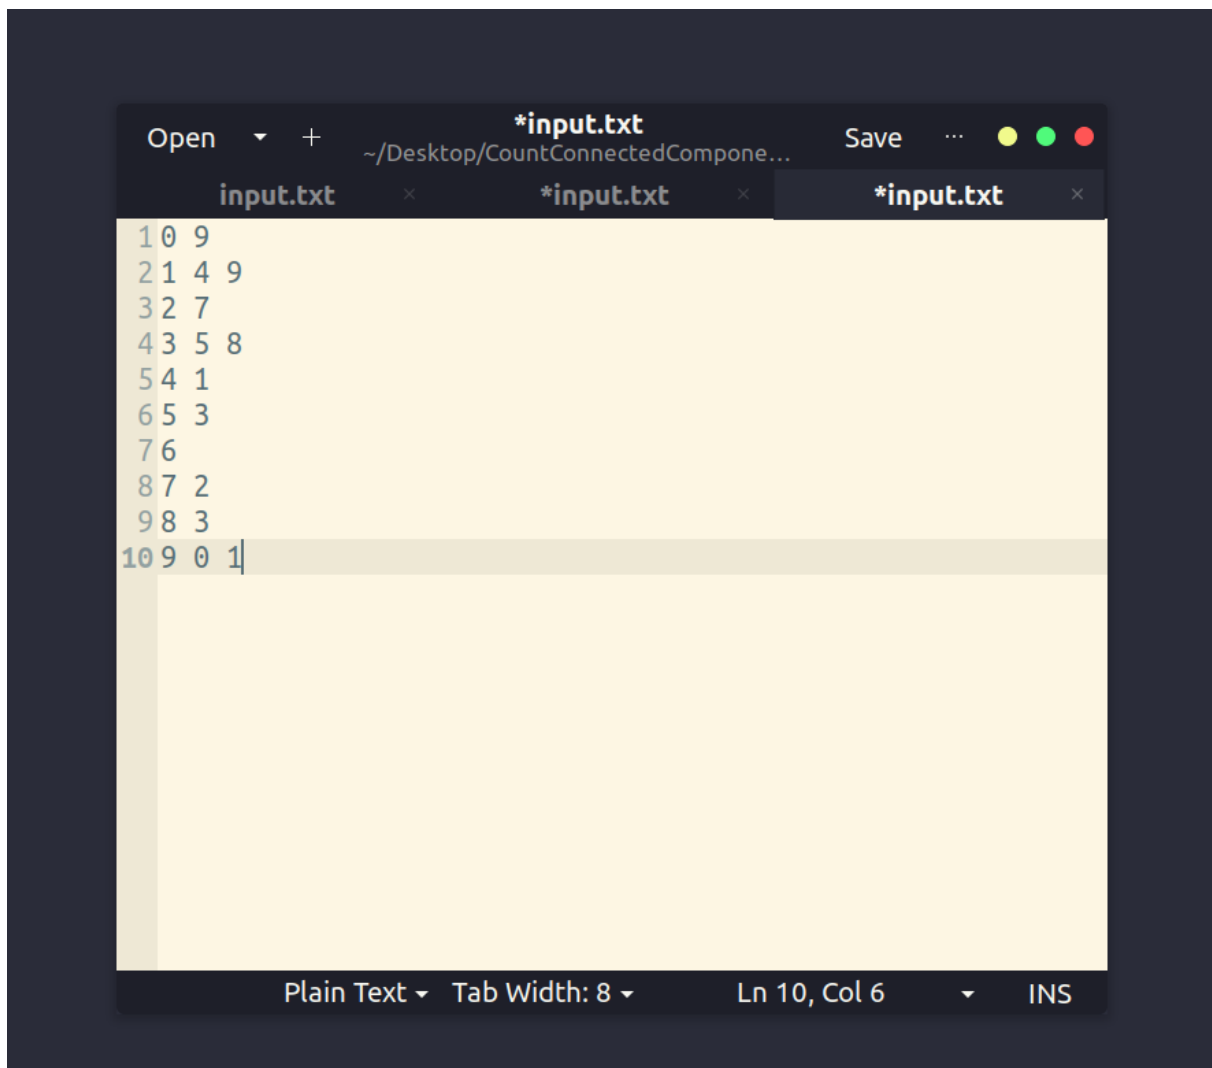 Open + *input.txt Save ...
~/Desktop/CountConnectedCompone...
input.txt × *input.txt × *input.txt ×
1 0 9
2 1 4 9
3 2 7
4 3 5 8
5 4 1
6 5 3
7 6
8 7 2
9 8 3
10 9 0 1
Plain Text Tab Width: 8 Ln 10, Col 6 INS